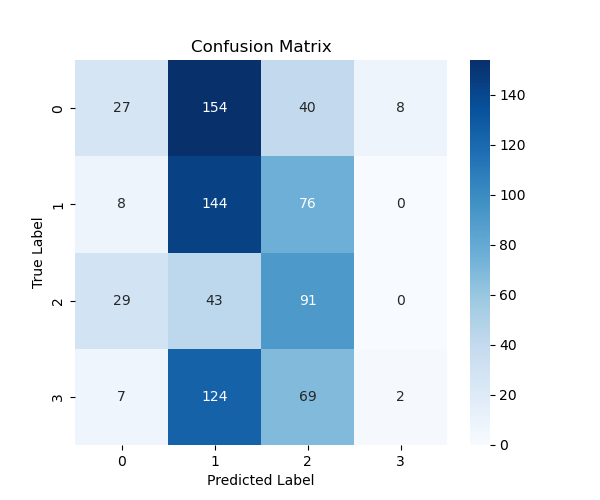 Confusion Matrix
0 27 154 40 8
1 8 144 76 0
2 29 43 91 0
3 7 124 69 2
0 1 2 3
True Label
Predicted Label
140
120
100
80
60
40
20
0